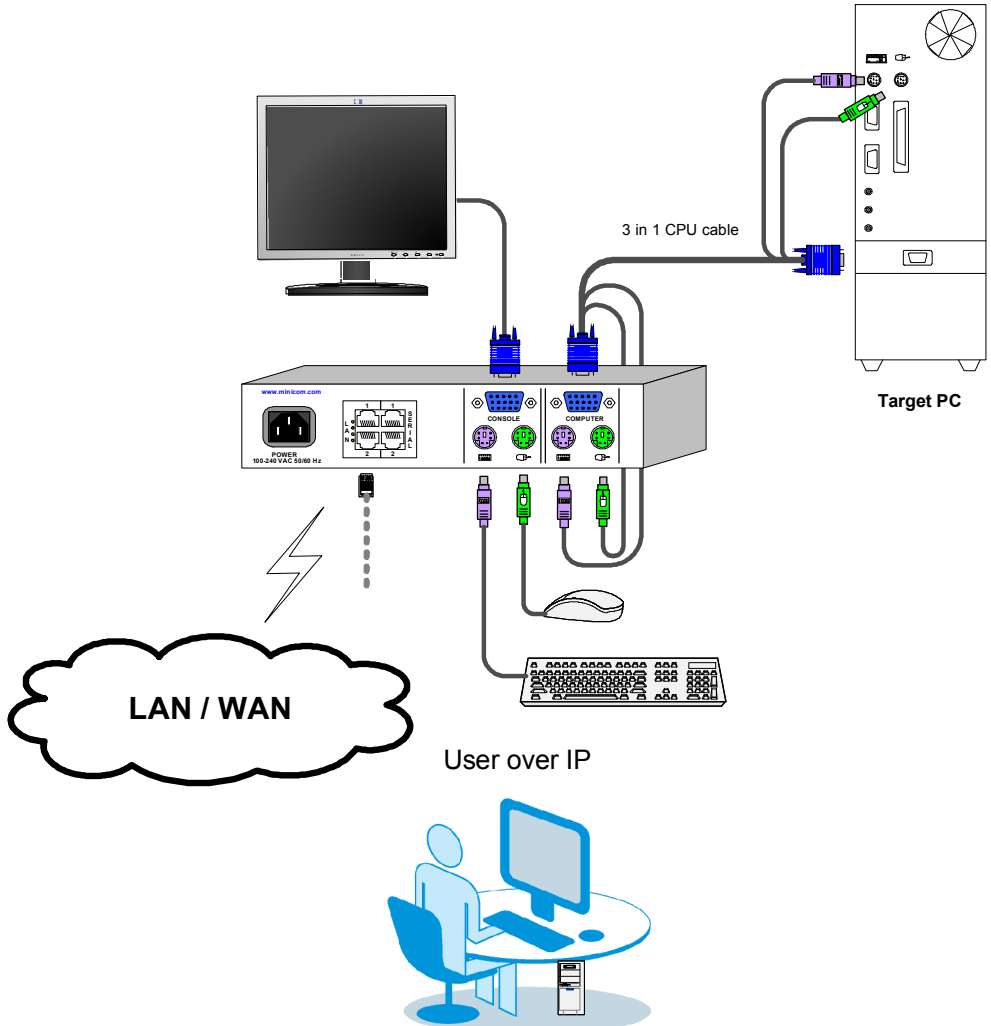 3 in 1 CPU cable
Target PC
www.minicom.com
1 1
LAN
SERIAL
2 2
CONSOLE
COMPUTER
POWER
100-240 VAC 50/60 Hz
LAN / WAN
User over IP